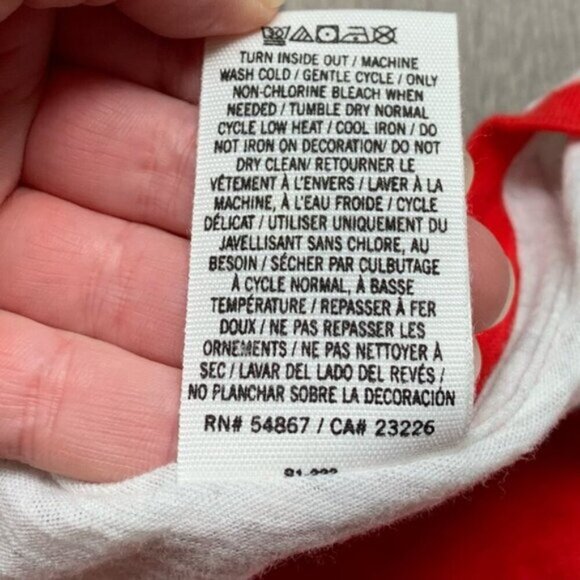 TURN INSIDE OUT / MACHINE
WASH COLD / GENTLE CYCLE / ONLY
NON-CHLORINE BLEACH WHEN
NEEDED / TUMBLE DRY NORMAL
CYCLE LOW HEAT / COOL IRON / DO
NOT IRON ON DECORATION/ DO NOT
DRY CLEAN/ RETOURNER LE
VÊTEMENT À L'ENVERS / LAVER À LA
MACHINE, À L'EAU FROIDE / CYCLE
DÉLICAT / UTILISER UNIQUEMENT DU
JAVELLISANT SANS CHLORE, AU
BESOIN / SÉCHER PAR CULBUTAGE
À CYCLE NORMAL, À BASSE
TEMPÉRATURE / REPASSER À FER
DOUX / NE PAS REPASSER LES
ORNEMENTS / NE PAS NETTOYER À
SEC / LAVAR DEL LADO DEL REVÉS /
NO PLANCHAR SOBRE LA DECORACIÓN
RN# 54867 / CA# 23226